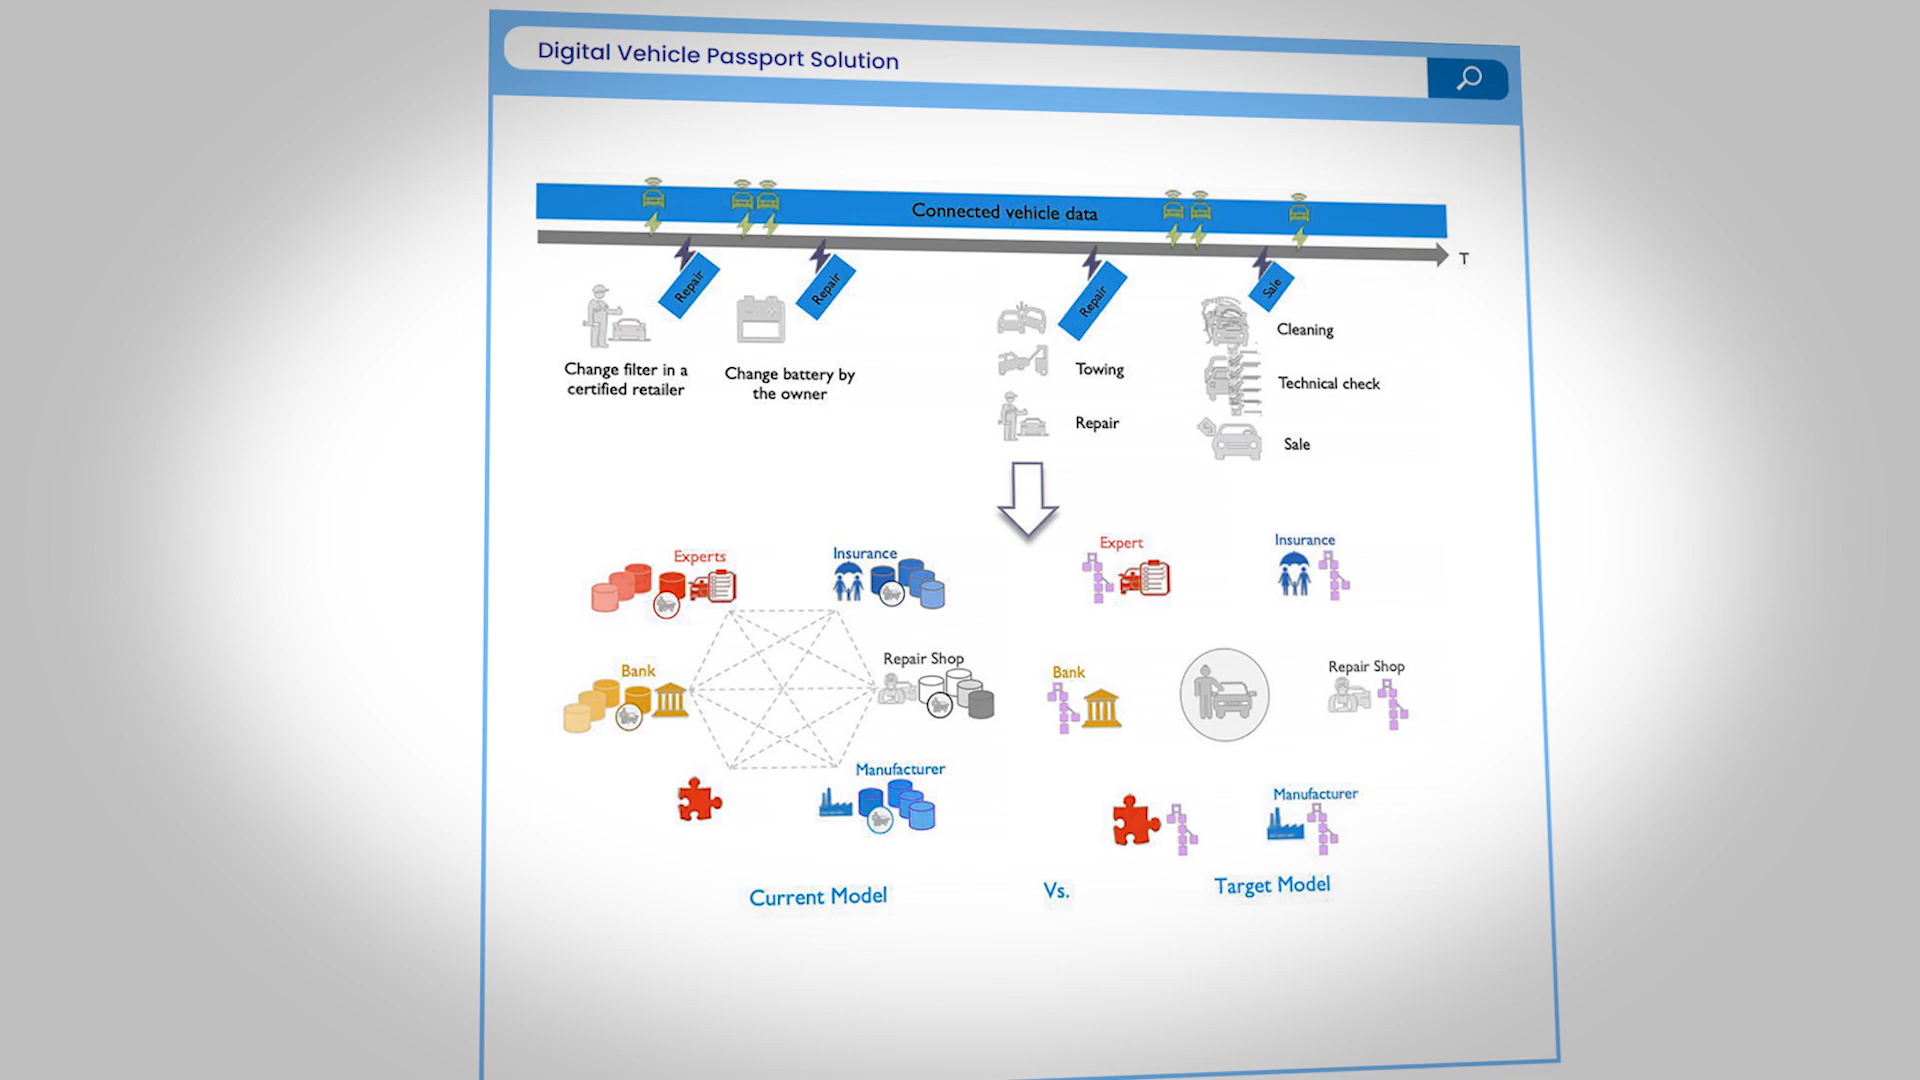 Digital Vehicle Passport Solution
Connected vehicle data
T
Repair
Repair
Repair
Sale
Change filter in a
certified retailer
Change battery by
the owner
Towing
Repair
Cleaning
Technical check
Sale
Experts
Insurance
Bank
Repair Shop
Manufacturer
Expert
Insurance
Bank
Repair Shop
Manufacturer
Current Model
Vs.
Target Model